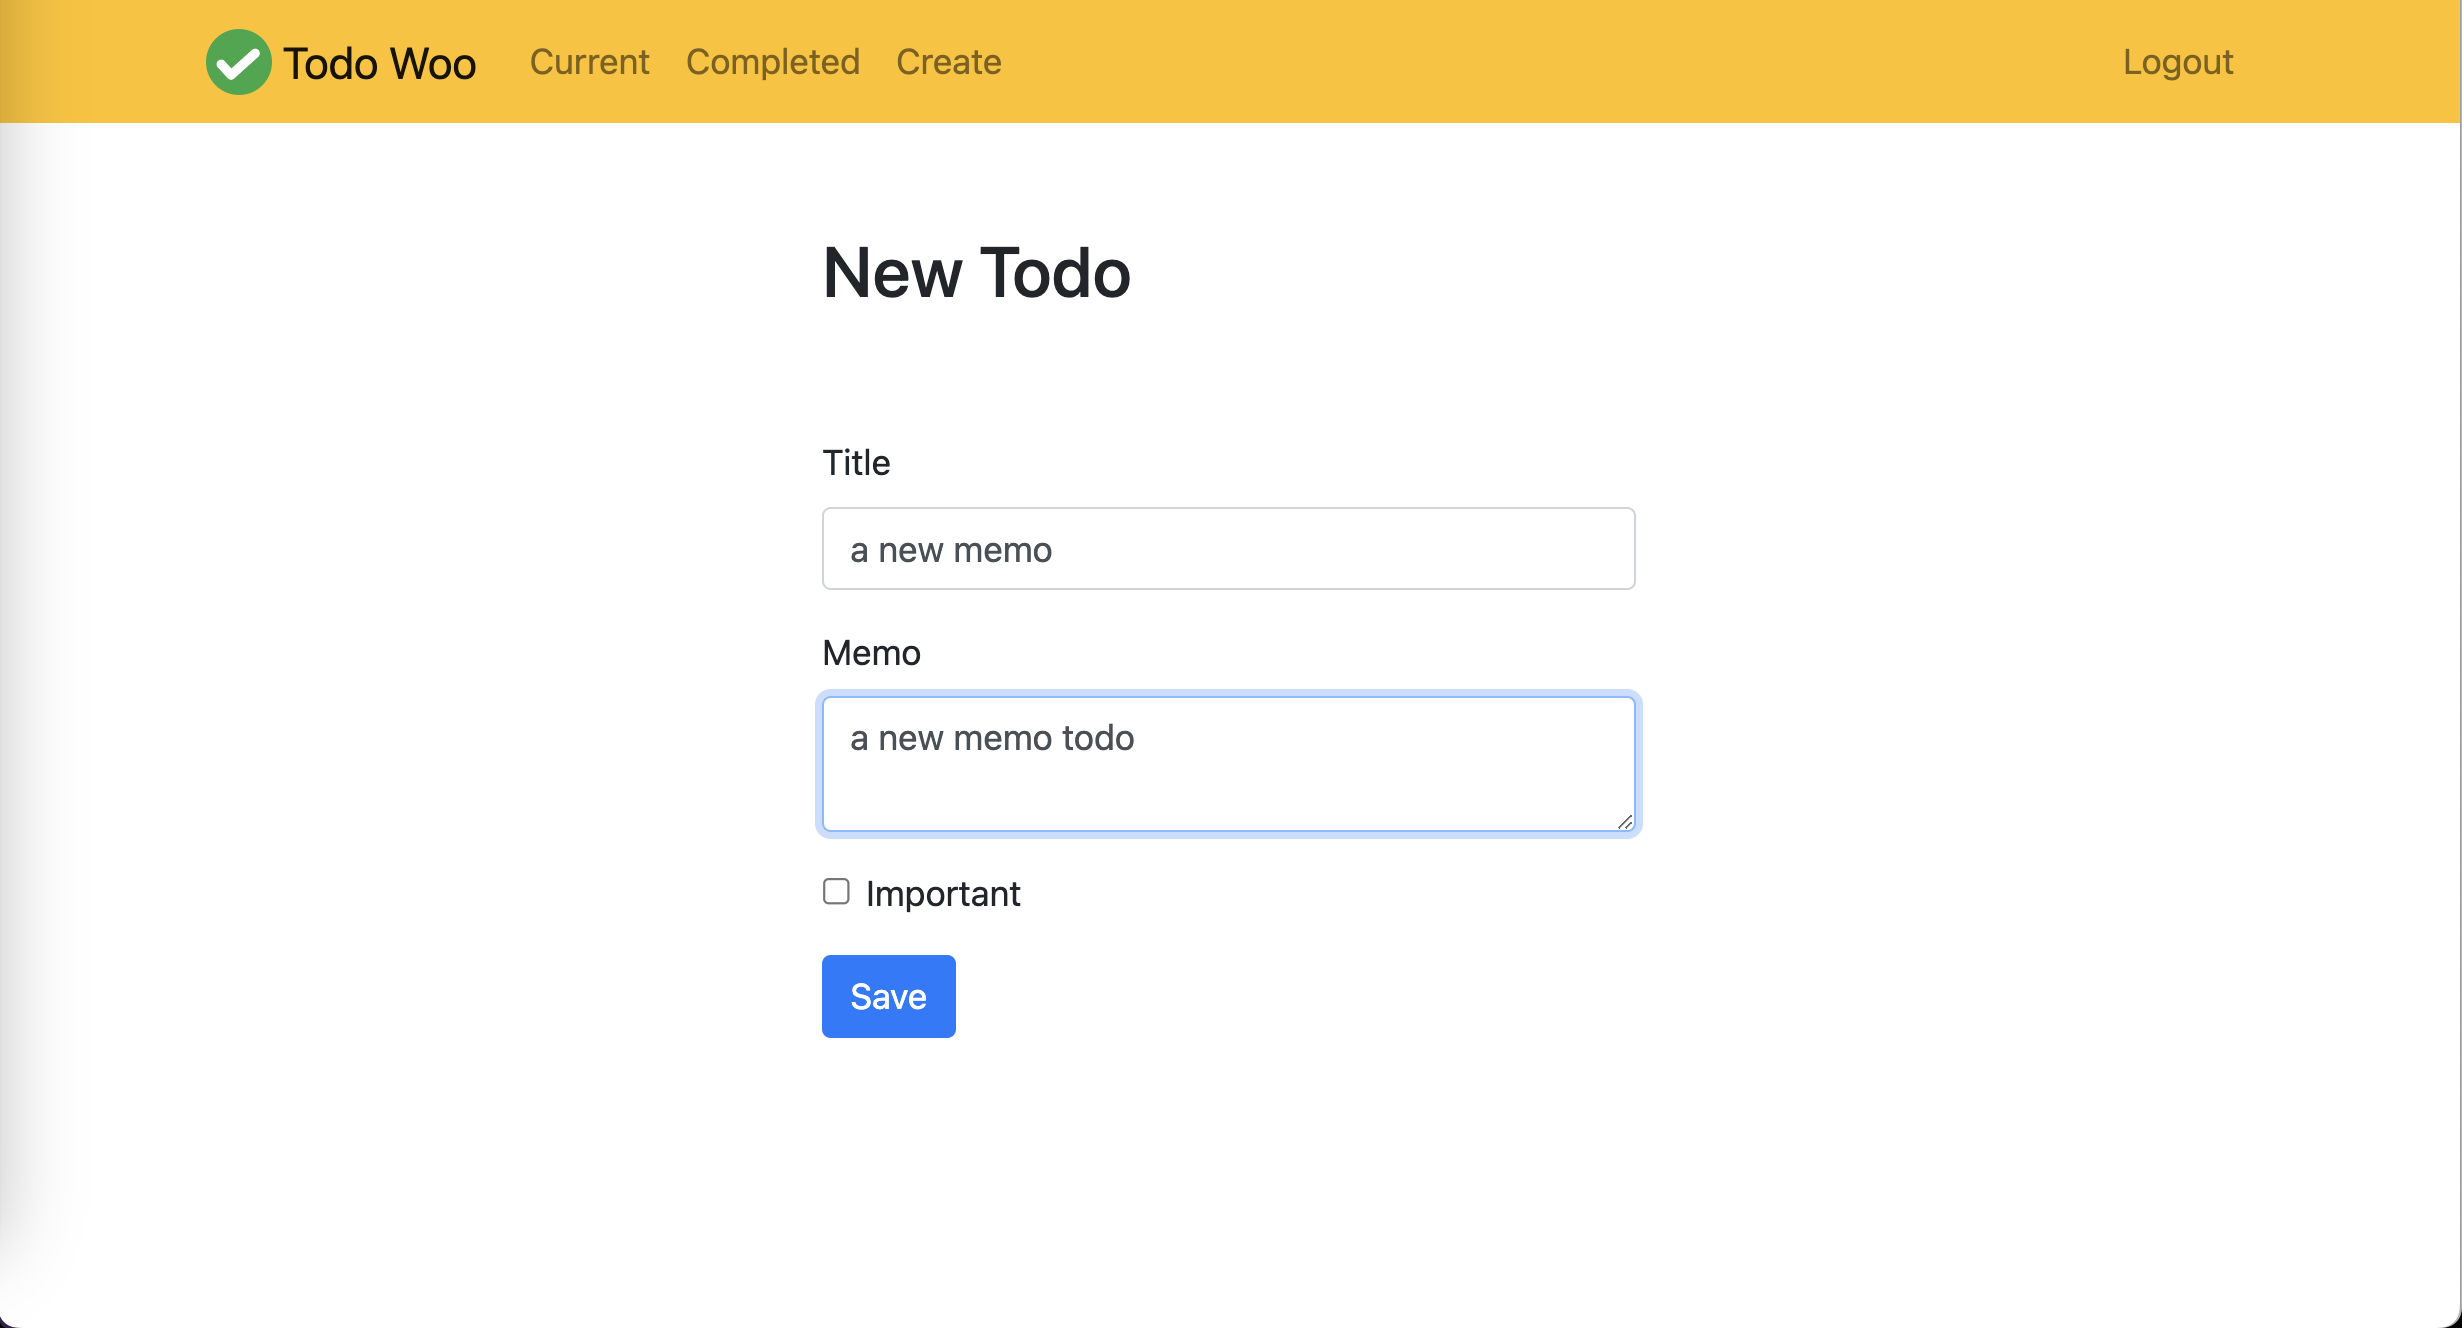 Todo Woo Current Completed Create Logout
New Todo
Title
a new memo
Memo
a new memo todo
Important
Save